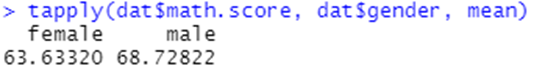 > tapply(dat$math.score, dat$gender, mean)
female male
63.63320 68.72822